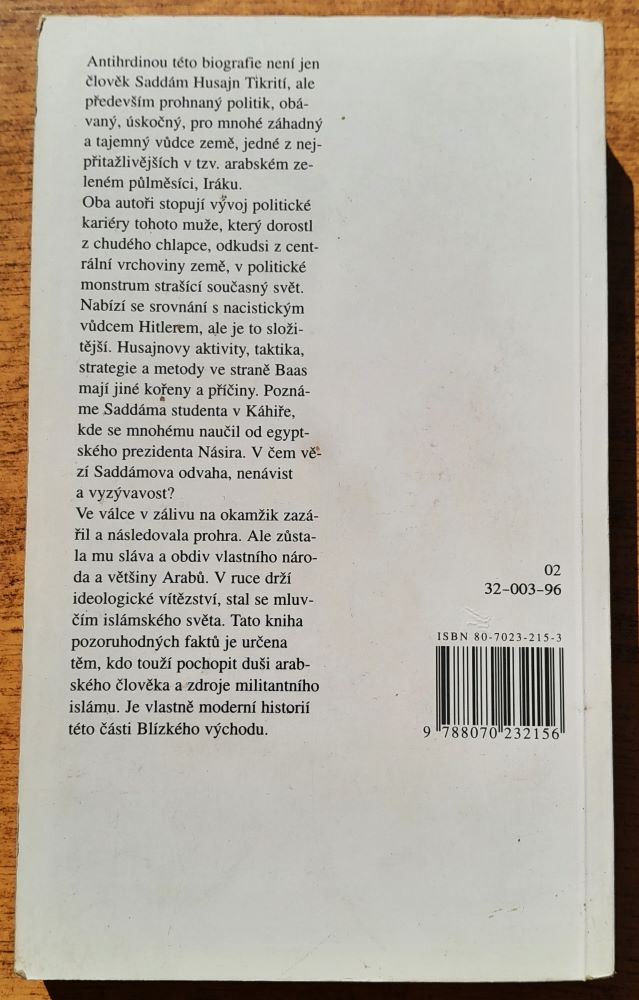 Antihrdinou této biografie není jen
člověk Saddám Husajn Tikrití, ale
především prohnaný politik, obá-
vaný, úskočný, pro mnohé záhadný
a tajemný vůdce země, jedné z nej-
přitažlivějších v tzv. arabském ze-
leném půlměsíci, Iráku.
Oba autoři stopují vývoj politické
kariéry tohoto muže, který dorostl
z chudého chlapce, odkudsi z cent-
rální vrchoviny země, v politické
monstrum strašící současný svět.
Nabízí se srovnání s nacistickým
vůdcem Hitlerem, ale je to složi-
tější. Husajnovy aktivity, taktika,
strategie a metody ve straně Baas
mají jiné kořeny a příčiny. Pozná-
me Saddáma studenta v Káhiře,
kde se mnohému naučil od egypt-
ského prezidenta Násira. V čem vě-
zí Saddámova odvaha, nenávist
a vyzývavost?
Ve válce v zálivu na okamžik zazá-
řil a následovala prohra. Ale zůsta-
la mu sláva a obdiv vlastního náro-
da a většiny Arabů. V ruce drží
ideologické vítězství, stal se mluv-
čím islámského světa. Tato kniha
pozoruhodných faktů je určena
těm, kdo touží pochopit duši arab-
ského člověka a zdroje militantního
islámu. Je vlastně moderní historií
této části Blízkého východu.
02
32-003-96
ISBN 80-7023-215-3
9 788070 232156